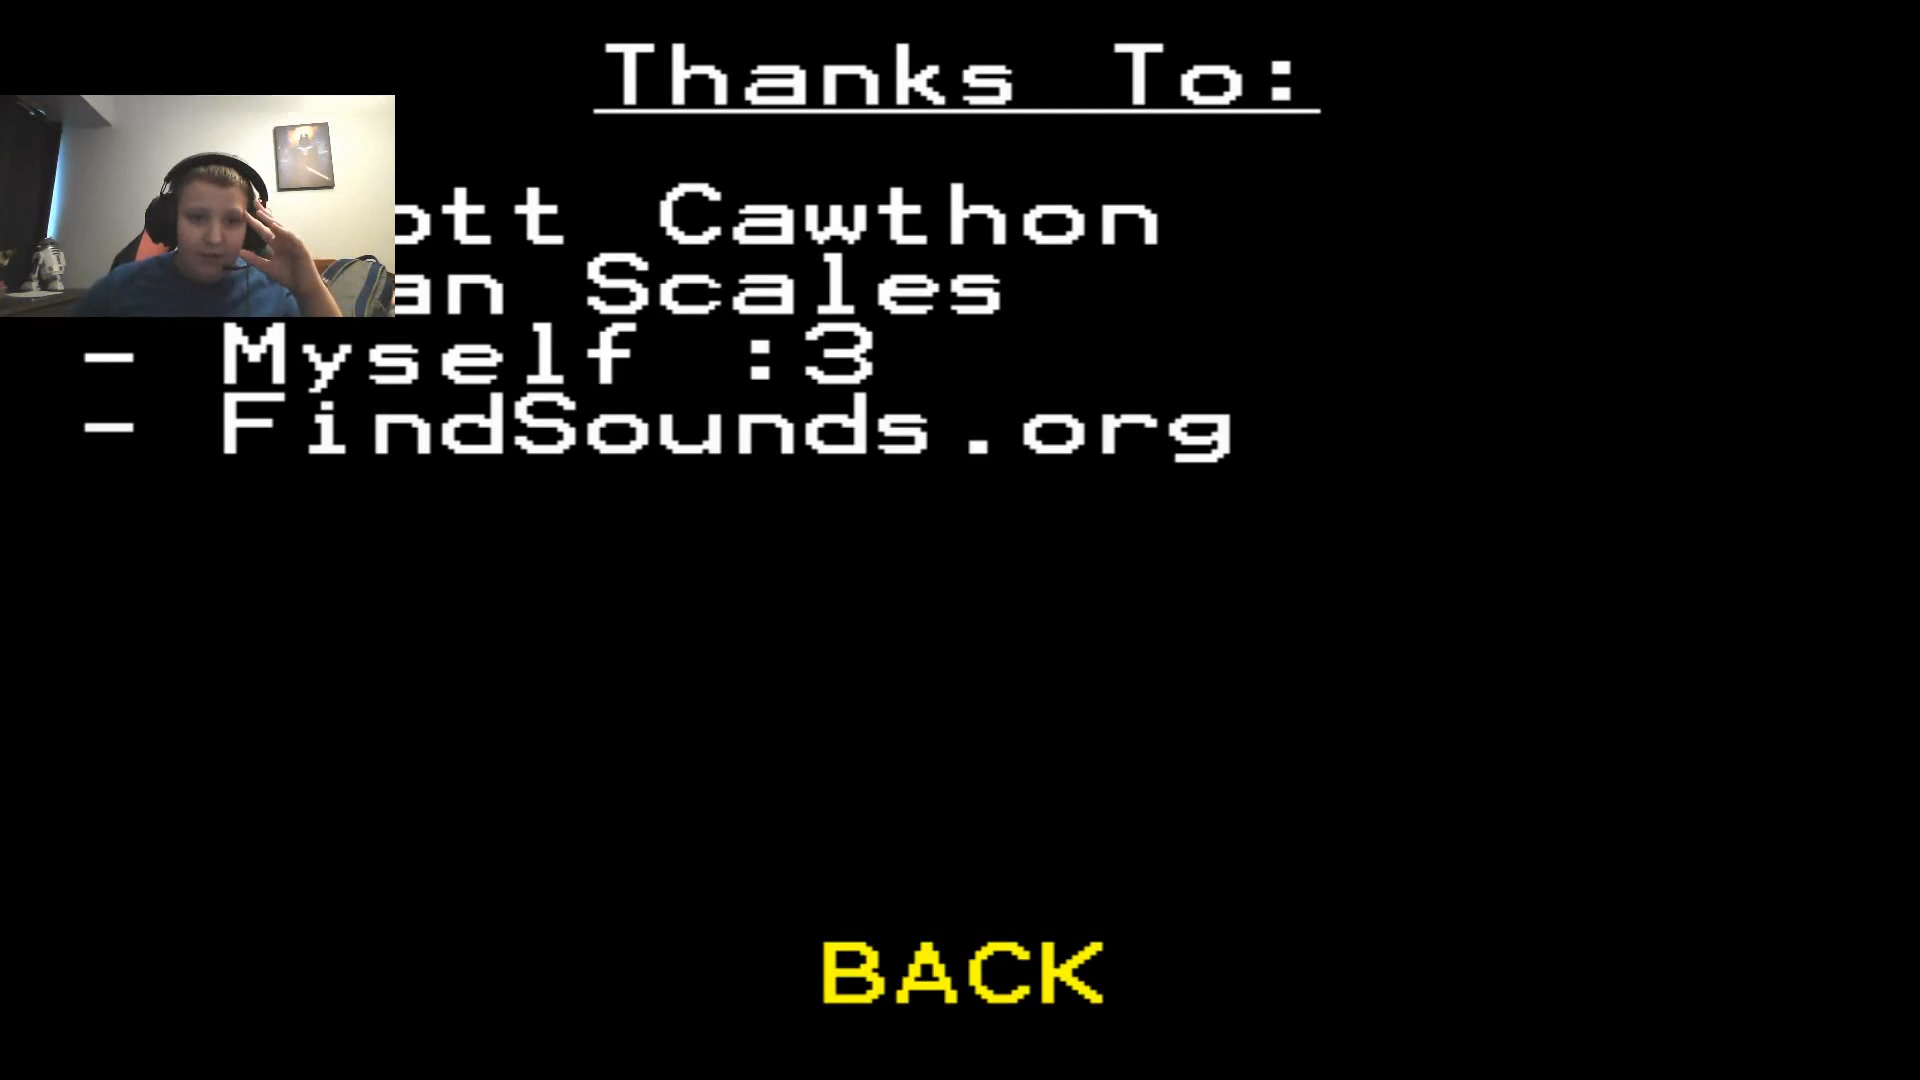 Thanks To:
Cawthon
Scales
- Myself :3
- FindSounds.org
BACK